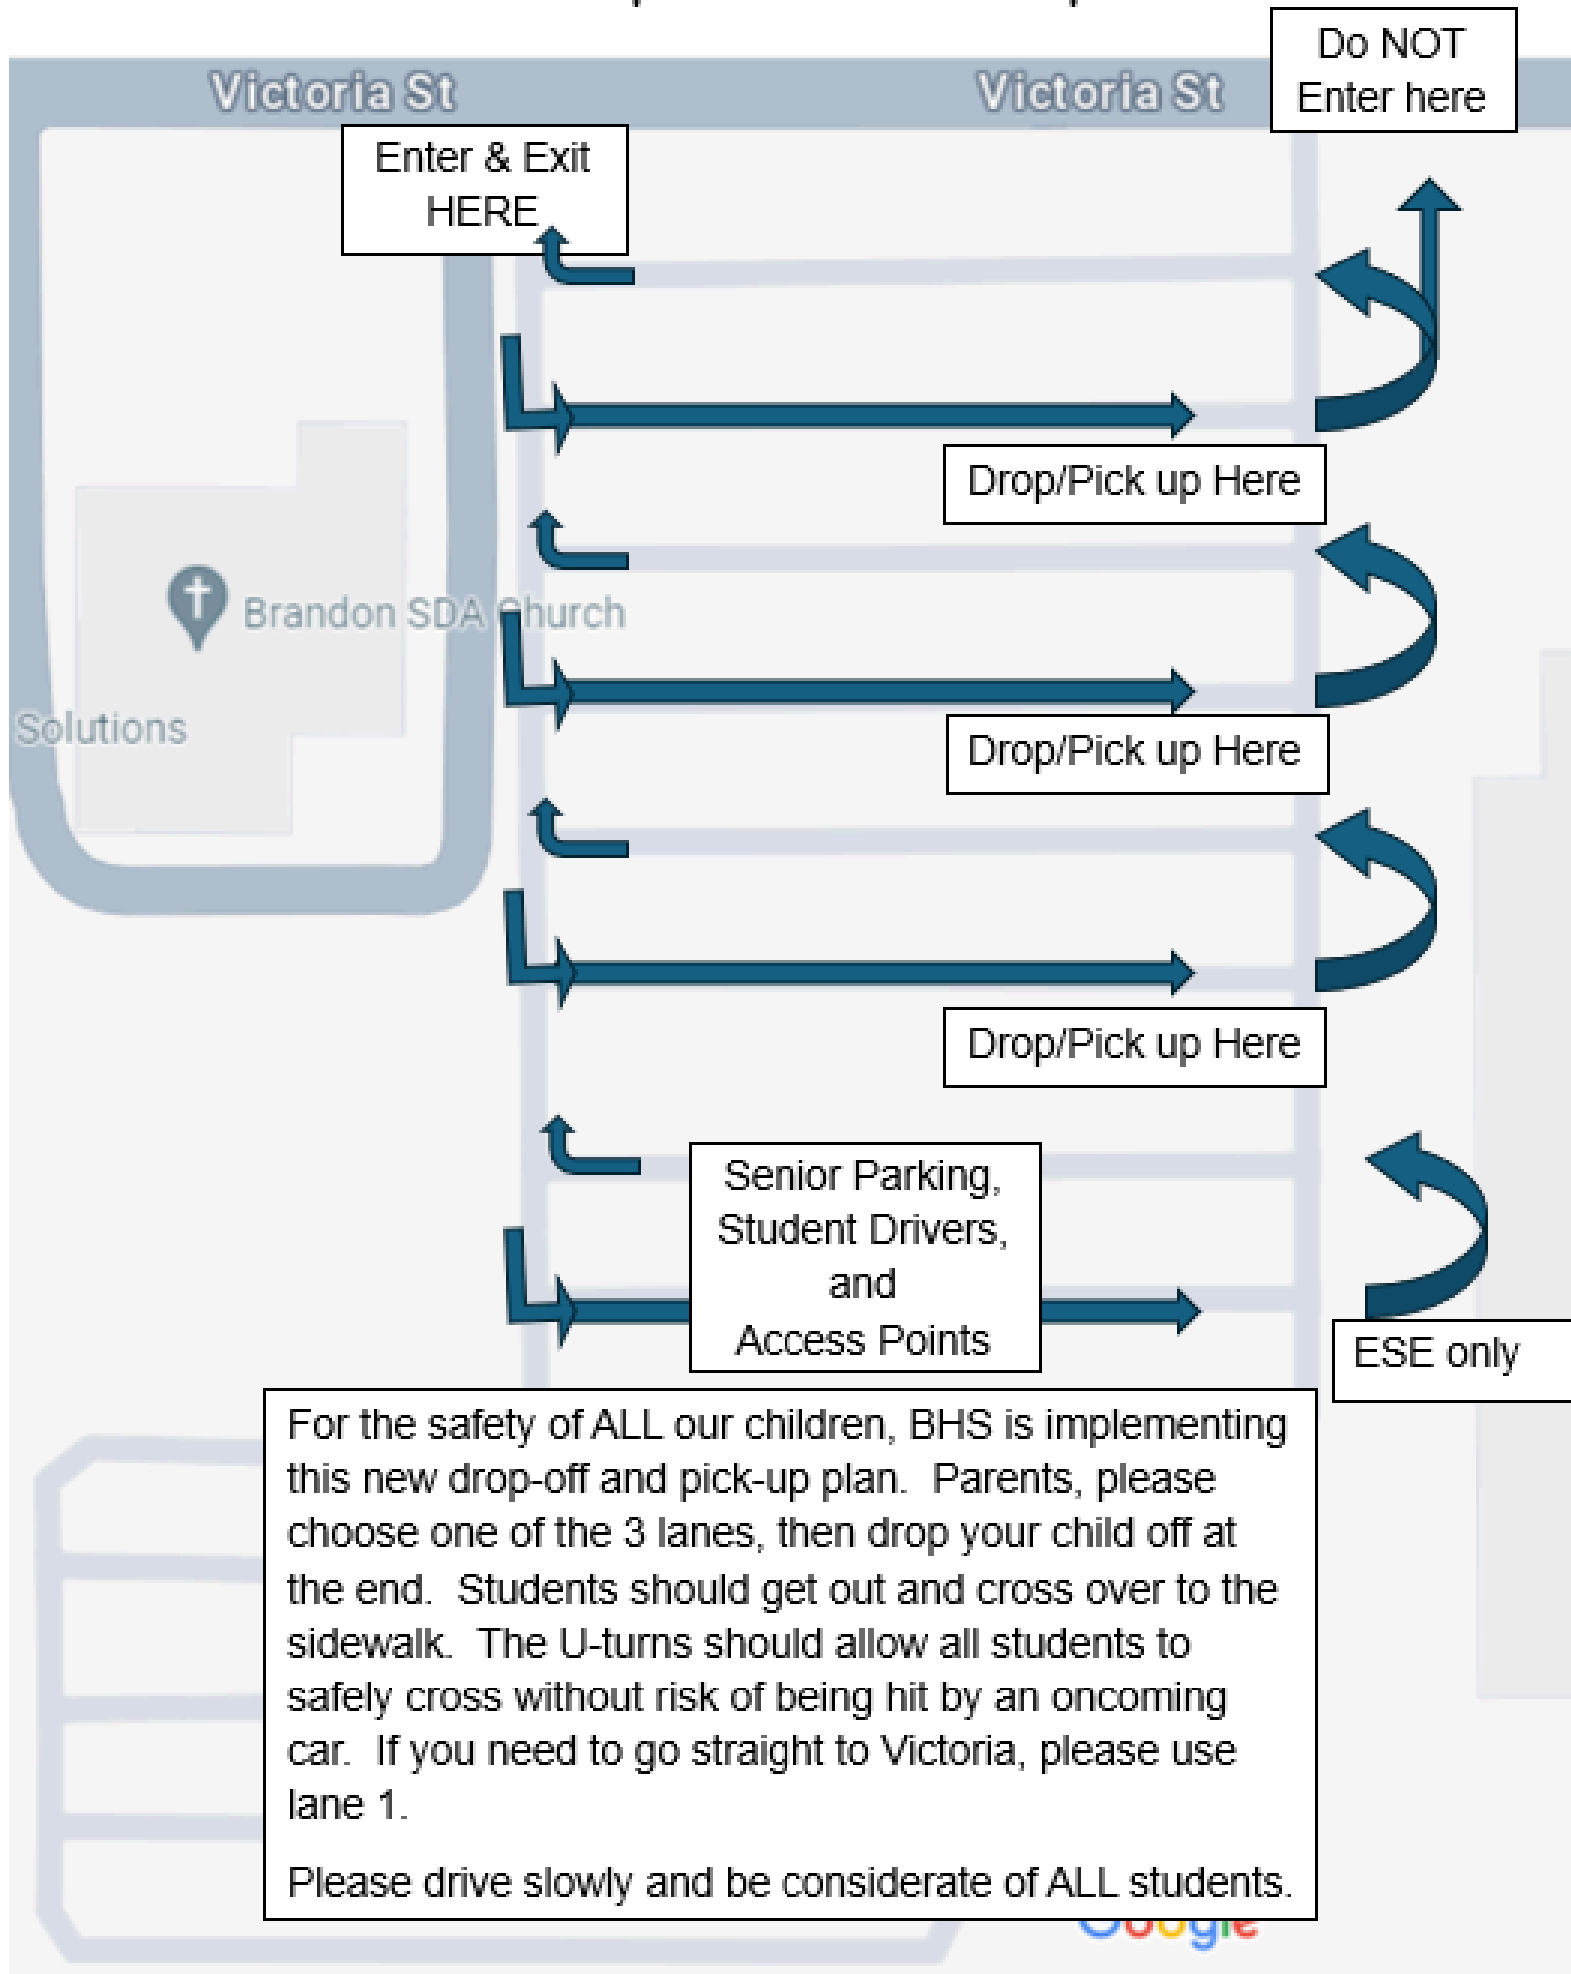 Do NOT
Enter here
Victoria St
Victoria St
Enter & Exit
HERE
Drop/Pick up Here
Brandon SDA Church
Solutions
Drop/Pick up Here
Drop/Pick up Here
Senior Parking,
Student Drivers,
and
Access Points
ESE only
For the safety of ALL our children, BHS is implementing
this new drop-off and pick-up plan.  Parents, please
choose one of the 3 lanes, then drop your child off at
the end.  Students should get out and cross over to the
sidewalk.  The U-turns should allow all students to
safely cross without risk of being hit by an oncoming
car.  If you need to go straight to Victoria, please use
lane 1.
Please drive slowly and be considerate of ALL students.
Google